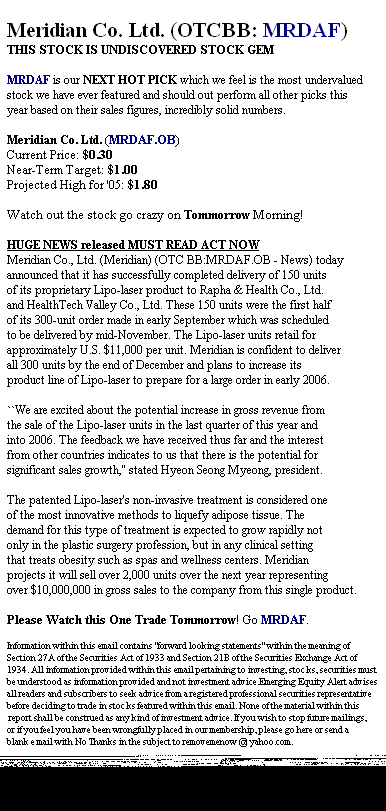 Meridian Co. Ltd. (OTCBB: MRDAF)
THIS STOCK IS UNDISCOVERED STOCK GEM
MRDAF is our NEXT HOT PICK which we feel is the most undervalued
stock we have ever featured and should out perform all other picks this
year based on their sales figures, incredibly solid numbers.
Meridian Co. Ltd. (MRDAF.OB)
Current Price: $0.30
Near-Term Target: $1.00
Projected High for '05: $1.80
Watch out the stock go crazy on Tommorrow Morning!
HUGE NEWS released MUST READ ACT NOW
Meridian Co., Ltd. (Meridian) (OTC BB:MRDAF.OB - News) today
announced that it has successfully completed delivery of 150 units
of its proprietary Lipo-laser product to Rapha & Health Co., Ltd.
and HealthTech Valley Co., Ltd. These 150 units were the first half
of its 300-unit order made in early September which was scheduled
to be delivered by mid-November. The Lipo-laser units retail for
approximately U.S. $11,000 per unit. Meridian is confident to deliver
all 300 units by the end of December and plans to increase its
product line of Lipo-laser to prepare for a large order in early 2006.
``We are excited about the potential increase in gross revenue from
the sale of the Lipo-laser units in the last quarter of this year and
into 2006. The feedback we have received thus far and the interest
from other countries indicates to us that there is the potential for
significant sales growth,'' stated Hyeon Seong Myeong, president.
The patented Lipo-laser's non-invasive treatment is considered one
of the most innovative methods to liquefy adipose tissue. The
demand for this type of treatment is expected to grow rapidly not
only in the plastic surgery profession, but in any clinical setting
that treats obesity such as spas and wellness centers. Meridian
projects it will sell over 2,000 units over the next year representing
over $10,000,000 in gross sales to the company from this single product.
Please Watch this One Trade Tommorrow! Go MRDAF.
Information within this email contains "forward looking statements" within the meaning of
Section 27A of the Securities Act of 1933 and Section 21B of the Securities Exchange Act of
1934. All information provided within this email pertaining to investing, stocks, securities must
be understood as information provided and not investment advice. Emerging Equity Alert advises
all readers and subscribers to seek advice from a registered professional securities representative
before deciding to trade in stocks featured within this email. None of the material within this
report shall be construed as any kind of investment advice. If you wish to stop future mailings,
or if you feel you have been wrongfully placed in our membership, please go here or send a
blank e mail with No Thanks in the subject to removemenow @ yahoo.com.